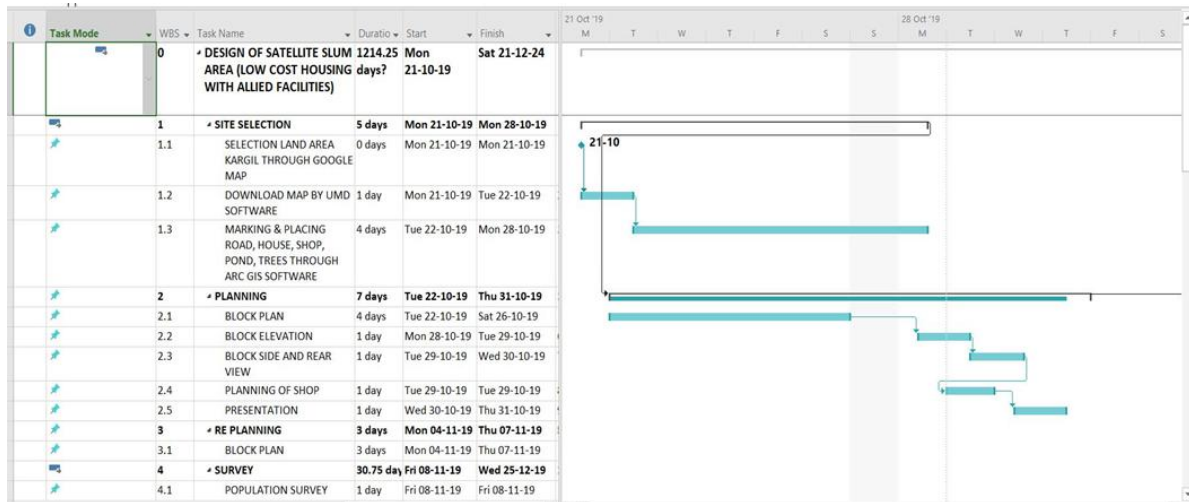 21 Oct '19 28 Oct '19
Task Mode WBS Task Name Duratio Start Finish M T W T F S S M T W T F S
0 DESIGN OF SATELLITE SLUM 1214.25 Mon Sat 21-12-24
AREA (LOW COST HOUSING days? 21-10-19
WITH ALLIED FACILITIES)
1 SITE SELECTION 5 days Mon 21-10-19 Mon 28-10-19
1.1 SELECTION LAND AREA 0 days Mon 21-10-19 Mon 21-10-19 21-10
KARGIL THROUGH GOOGLE
MAP
1.2 DOWNLOAD MAP BY UMD 1 day Mon 21-10-19 Tue 22-10-19
SOFTWARE
1.3 MARKING & PLACING 4 days Tue 22-10-19 Mon 28-10-19
ROAD, HOUSE, SHOP,
POND, TREES THROUGH
ARC GIS SOFTWARE
2 PLANNING 7 days Tue 22-10-19 Thu 31-10-19
2.1 BLOCK PLAN 4 days Tue 22-10-19 Sat 26-10-19
2.2 BLOCK ELEVATION 1 day Mon 28-10-19 Tue 29-10-19
2.3 BLOCK SIDE AND REAR 1 day Tue 29-10-19 Wed 30-10-19
VIEW
2.4 PLANNING OF SHOP 1 day Tue 29-10-19 Tue 29-10-19
2.5 PRESENTATION 1 day Wed 30-10-19 Thu 31-10-19
3 RE PLANNING 3 days Mon 04-11-19 Thu 07-11-19
3.1 BLOCK PLAN 3 days Mon 04-11-19 Thu 07-11-19
4 SURVEY 30.75 day Fri 08-11-19 Wed 25-12-19
4.1 POPULATION SURVEY 1 day Fri 08-11-19 Fri 08-11-19